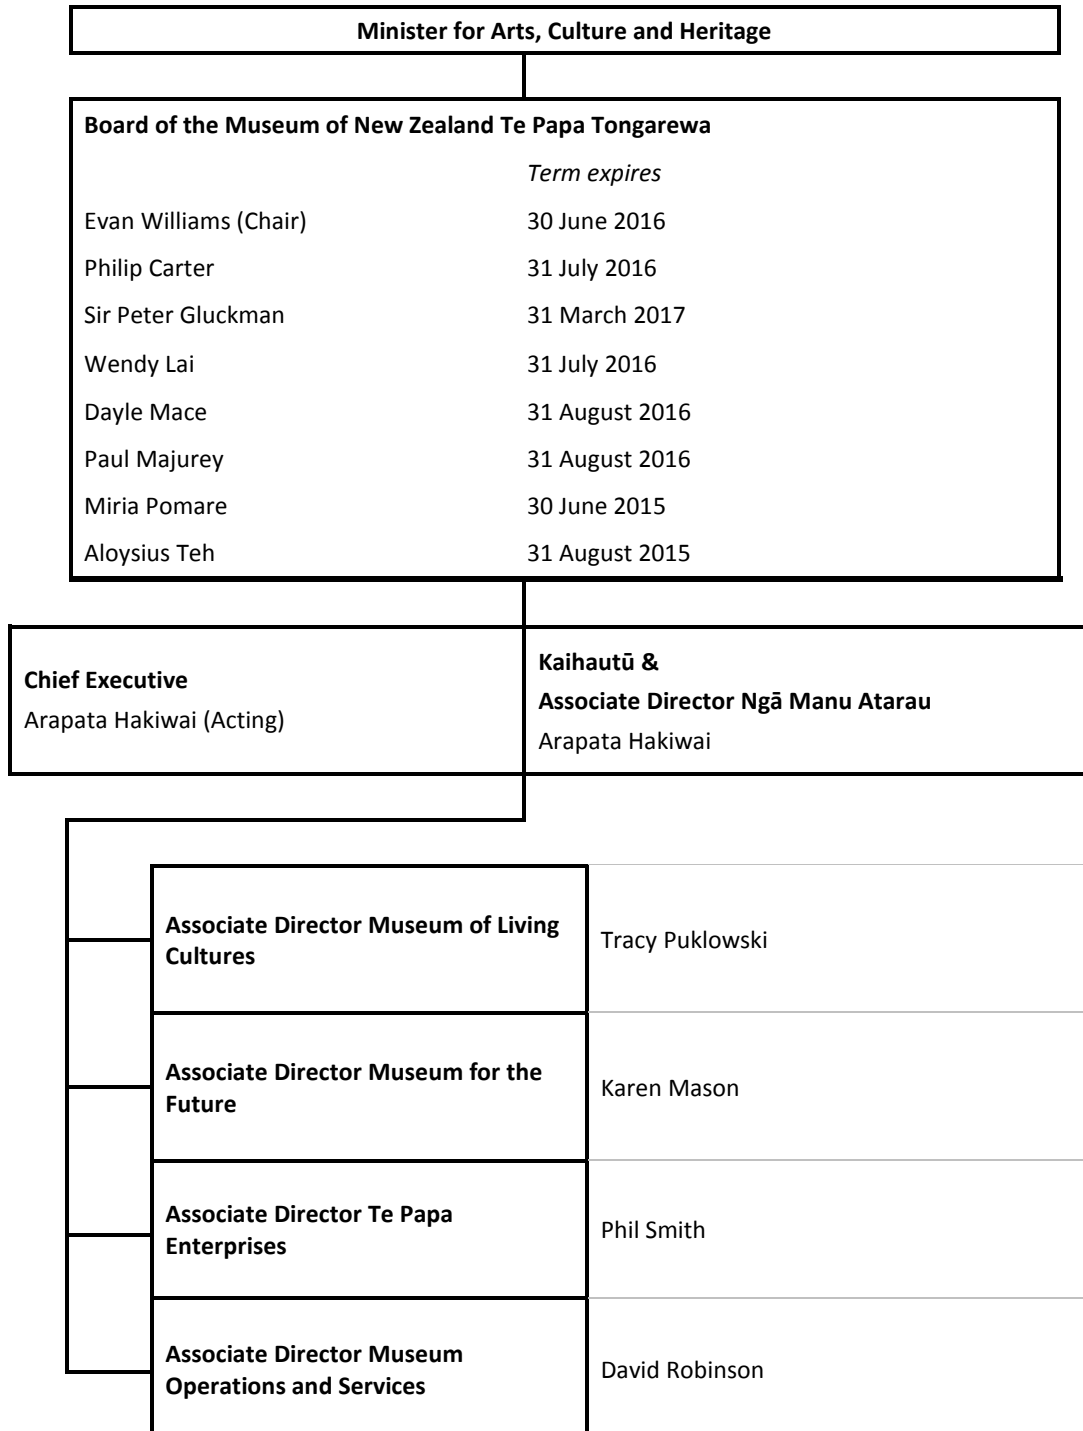 Minister for Arts, Culture and Heritage
Board of the Museum of New Zealand Te Papa Tongarewa
Term expires
Evan Williams (Chair) 30 June 2016
Philip Carter 31 July 2016
Sir Peter Gluckman 31 March 2017
Wendy Lai 31 July 2016
Dayle Mace 31 August 2016
Paul Majurey 31 August 2016
Miria Pomare 30 June 2015
Aloysius Teh 31 August 2015
Chief Executive
Arapata Hakiwai (Acting)
Kaihautū &
Associate Director Ngā Manu Atarau
Arapata Hakiwai
Associate Director Museum of Living
Cultures
Tracy Puklowski
Associate Director Museum for the
Future
Karen Mason
Associate Director Te Papa
Enterprises
Phil Smith
Associate Director Museum
Operations and Services
David Robinson